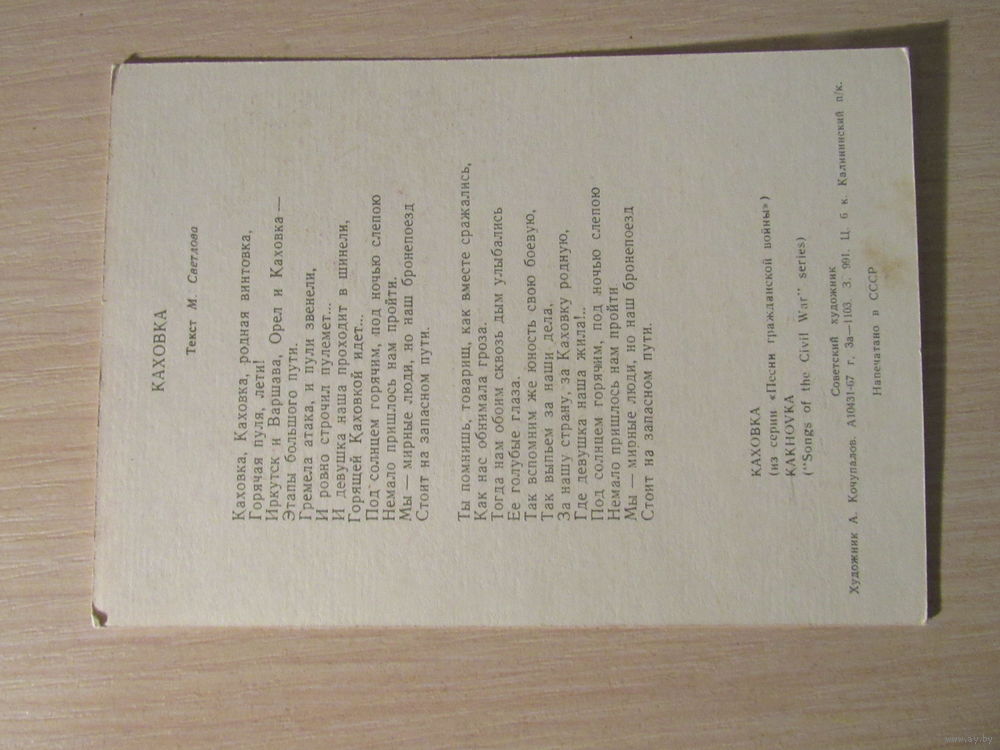 КАХОВКА
Текст М. Светлова
Каховка, Каховка, родная винтовка,
Горячая пуля, лети!
Иркутск и Варшава, Орел и Каховка —
Этапы большого пути.
Гремела атака, и пули звенели,
И ровно строчил пулемет...
И девушка наша проходит в шинели,
Горящей Каховкой идет...
Под солнцем горячим, под ночью слепою
Немало пришлось нам пройти.
Мы — мирные люди, но наш бронепоезд
Стоит на запасном пути.
Ты помнишь, товарищ, как вместе сражались,
Как нас обнимала гроза.
Тогда нам обоим сквозь дым улыбались
Ее голубые глаза.
Так вспомним же юность свою боевую,
Так выпьем за наши дела,
За нашу страну, за Каховку родную,
Где девушка наша жила!...
Под солнцем горячим, под ночью слепою
Немало пришлось нам пройти
Мы — мирные люди, но наш бронепоезд
Стоит на запасном пути.
КАХОВКА
(из серии «Песни гражданской войны»)
KAKHOVKA
("Songs of the Civil War" series)
Советский художник
Художник А. Кочупалов. А10431-67 г. За—1103. З. 991. Ц. 6 к. Калининский п/к.
Напечатано в СССР
www.ay.by